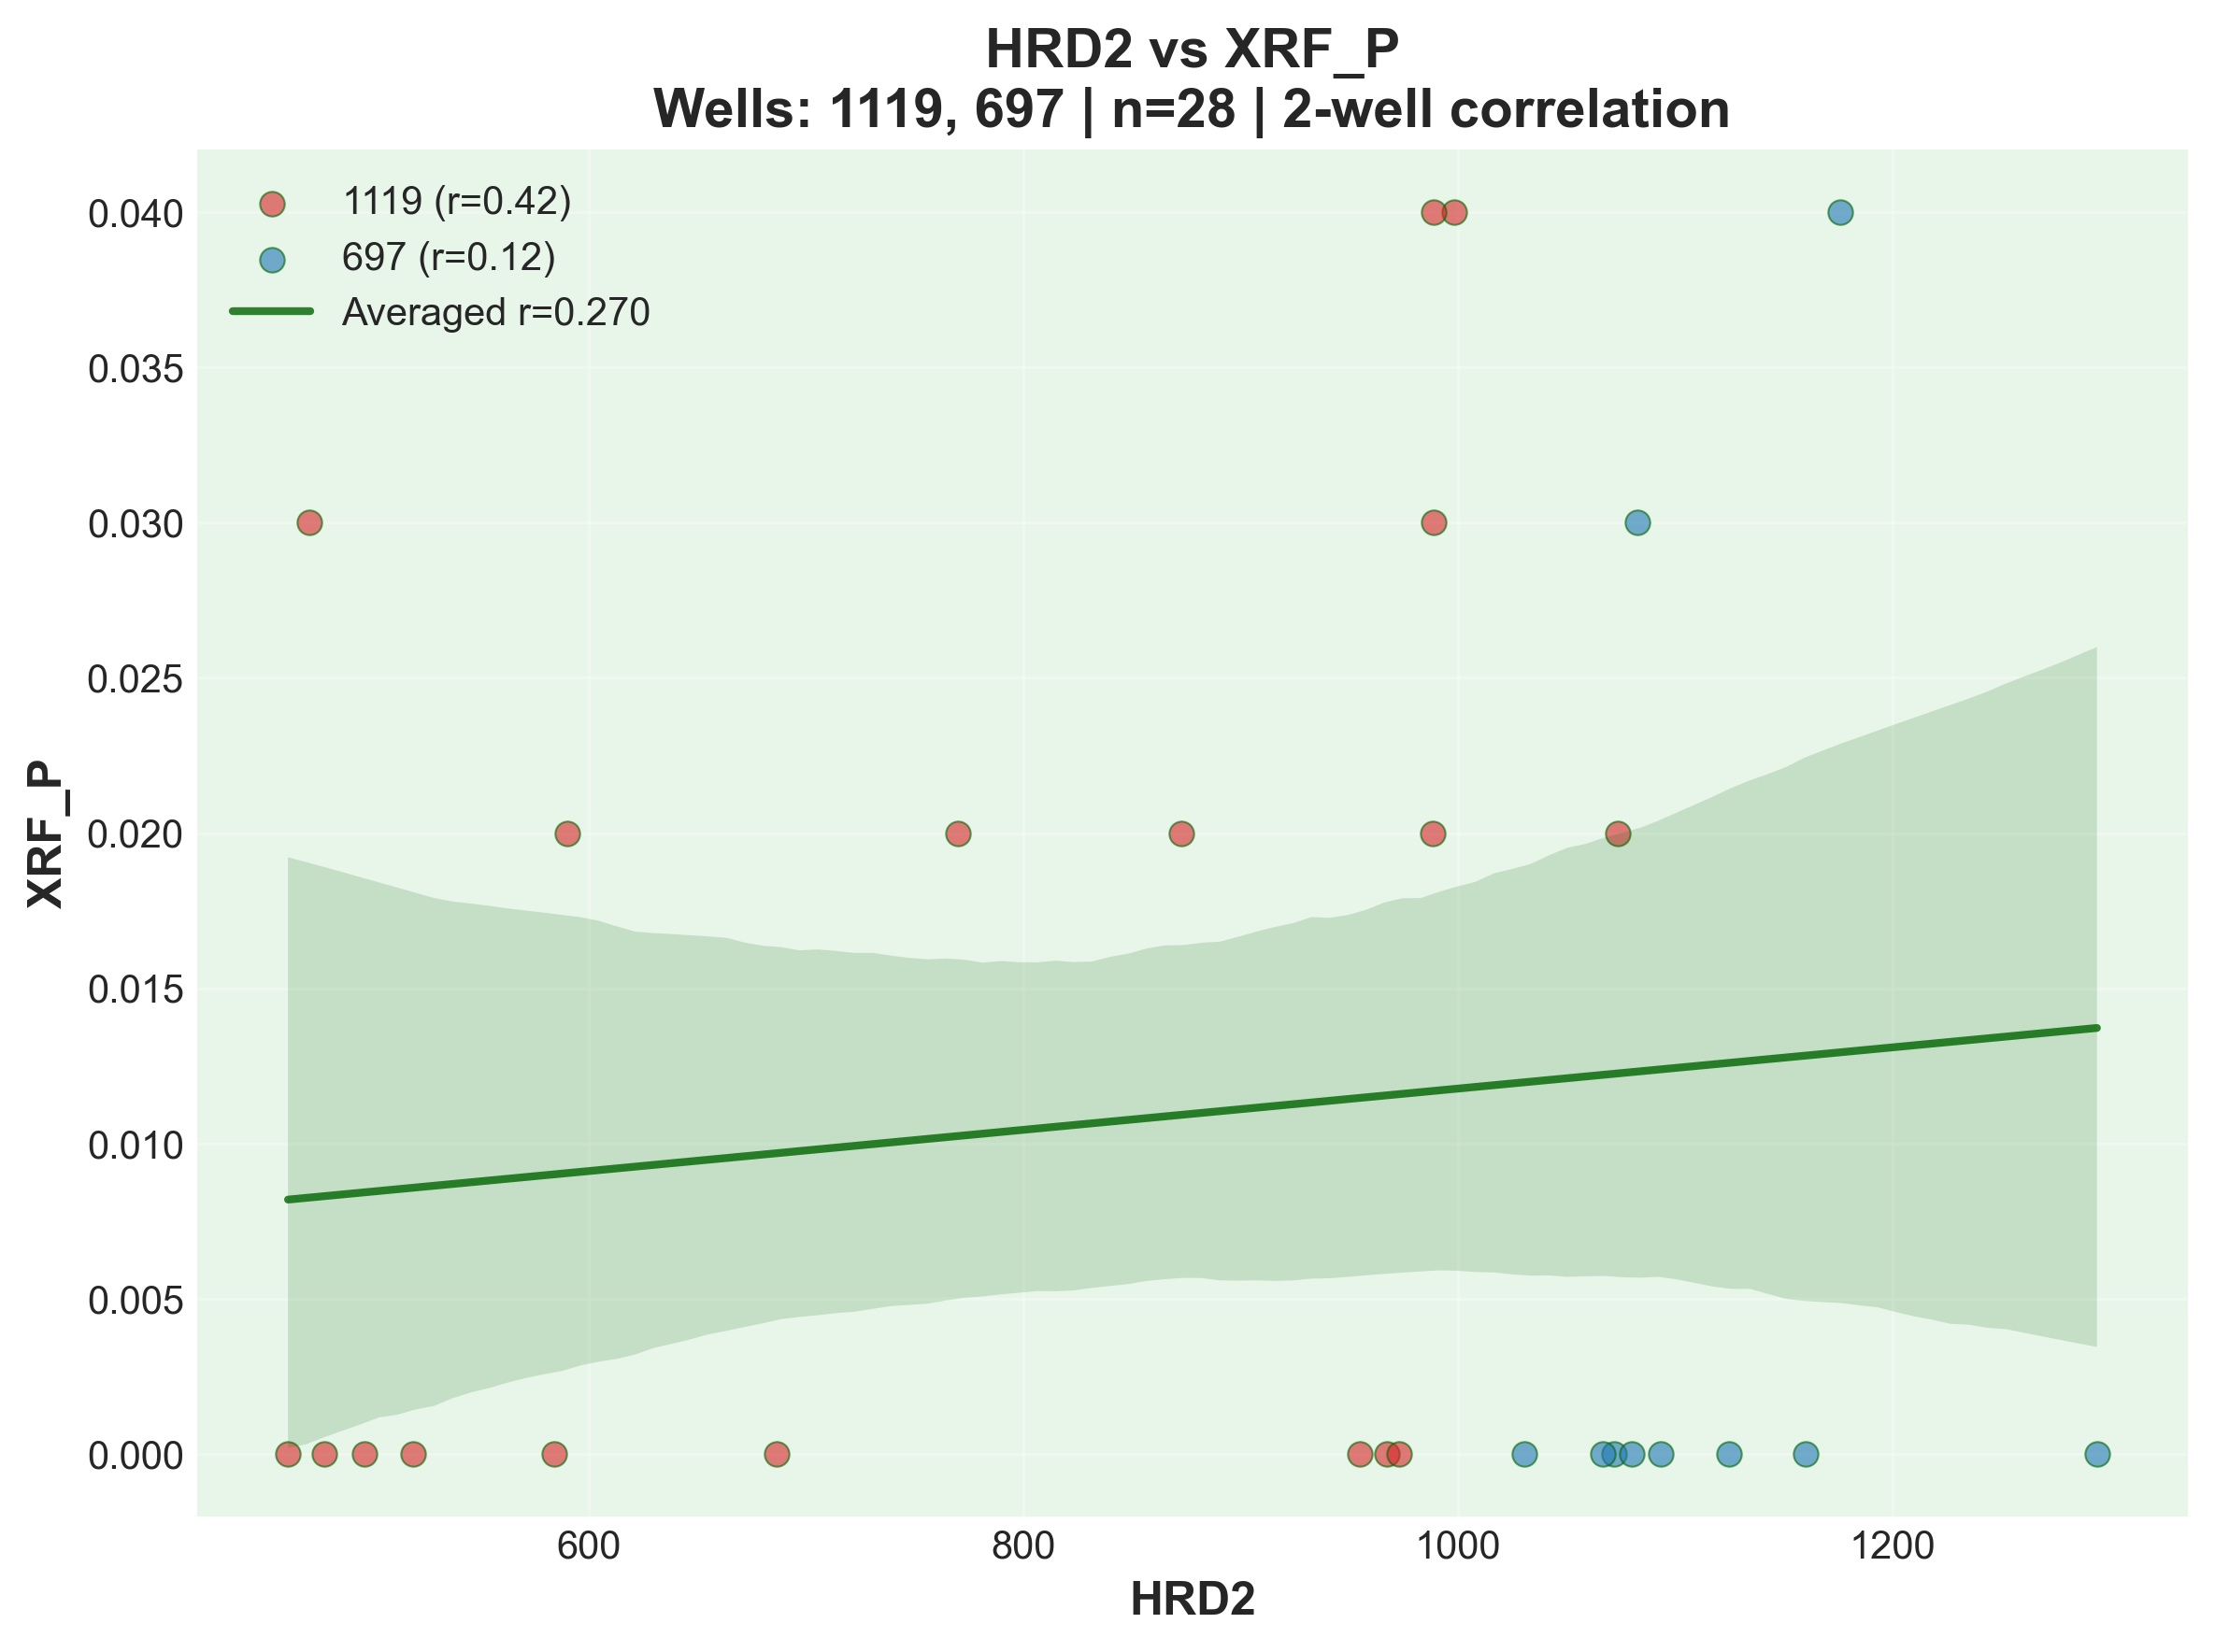 HRD2 vs XRF_P
Wells: 1119, 697 | n=28 | 2-well correlation
1119 (r=0.42)
697 (r=0.12)
Averaged r=0.270
XRF_P
0.040
0.035
0.030
0.025
0.020
0.015
0.010
0.005
0.000
600 800 1000 1200
HRD2